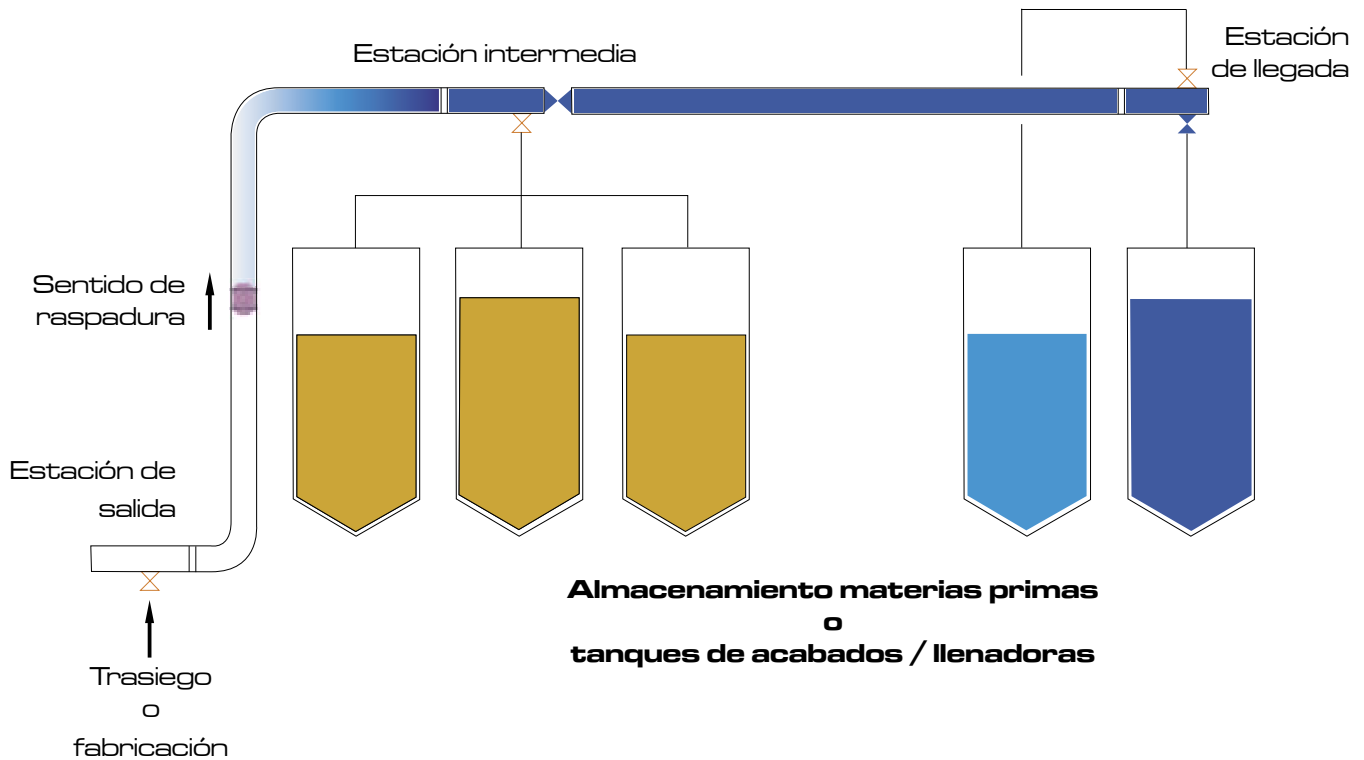 Estación intermedia
Estación
de llegada
Sentido de
raspadura
Estación de
salida
Almacenamiento materias primas
o
tanques de acabados / llenadoras
Trasiego
o
fabricación